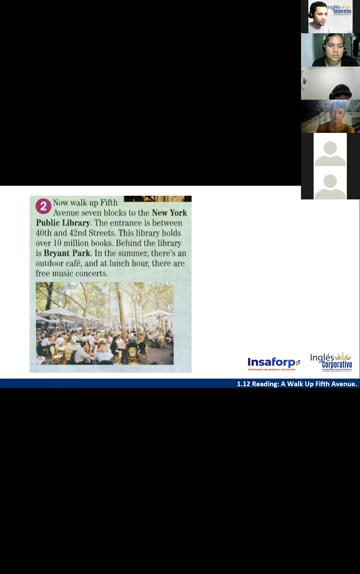 Inglés
Corporativo
2 Now walk up Fifth
Avenue seven blocks to the New York
Public Library. The entrance is between
40th and 42nd Streets. This library holds
over 10 million books. Behind the library
is Bryant Park. In the summer, there's an
outdoor café, and at lunch hour, there are
free music concerts.
Insaforp
Inglés
Corporativo
1.12 Reading: A Walk Up Fifth Avenue.